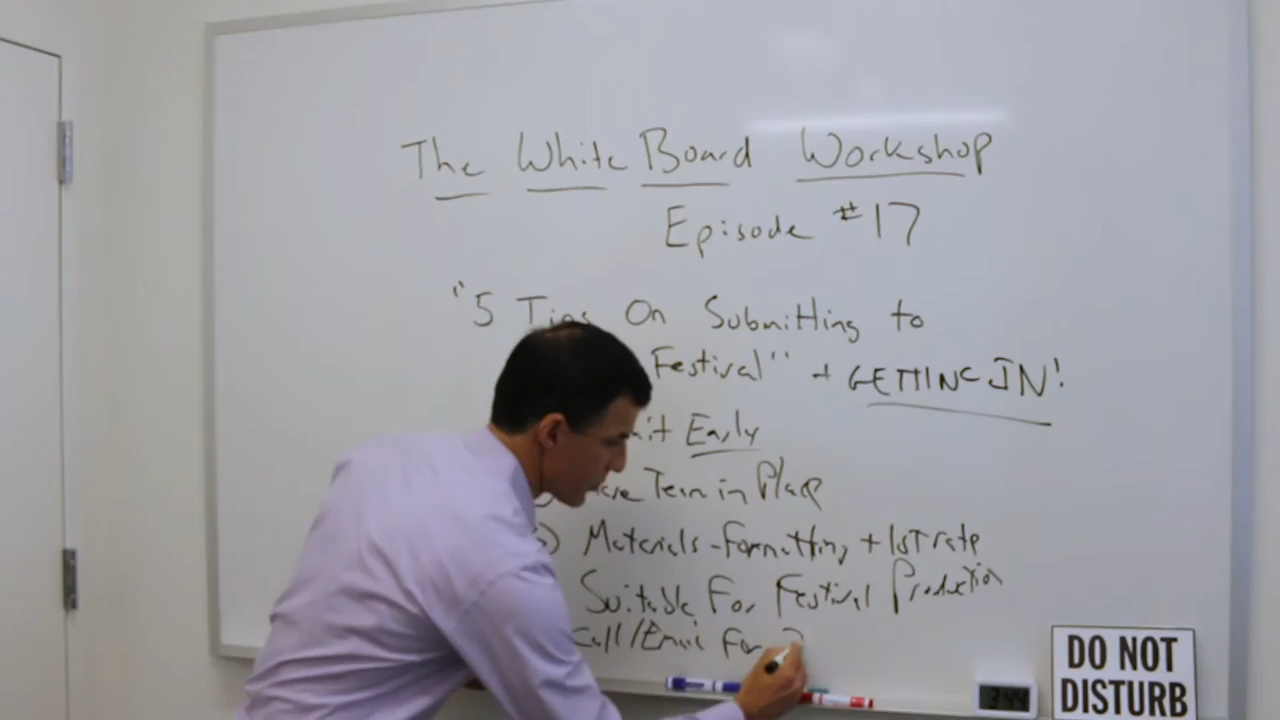 The White Board Workshop
Episode #17
"5 Tips On Submitting to
Festival" + GETTING IN!
Early
Team in Place
Materials - formatting + 1st rate
Suitable For Festival Production
Call/Email For
DO NOT
DISTURB